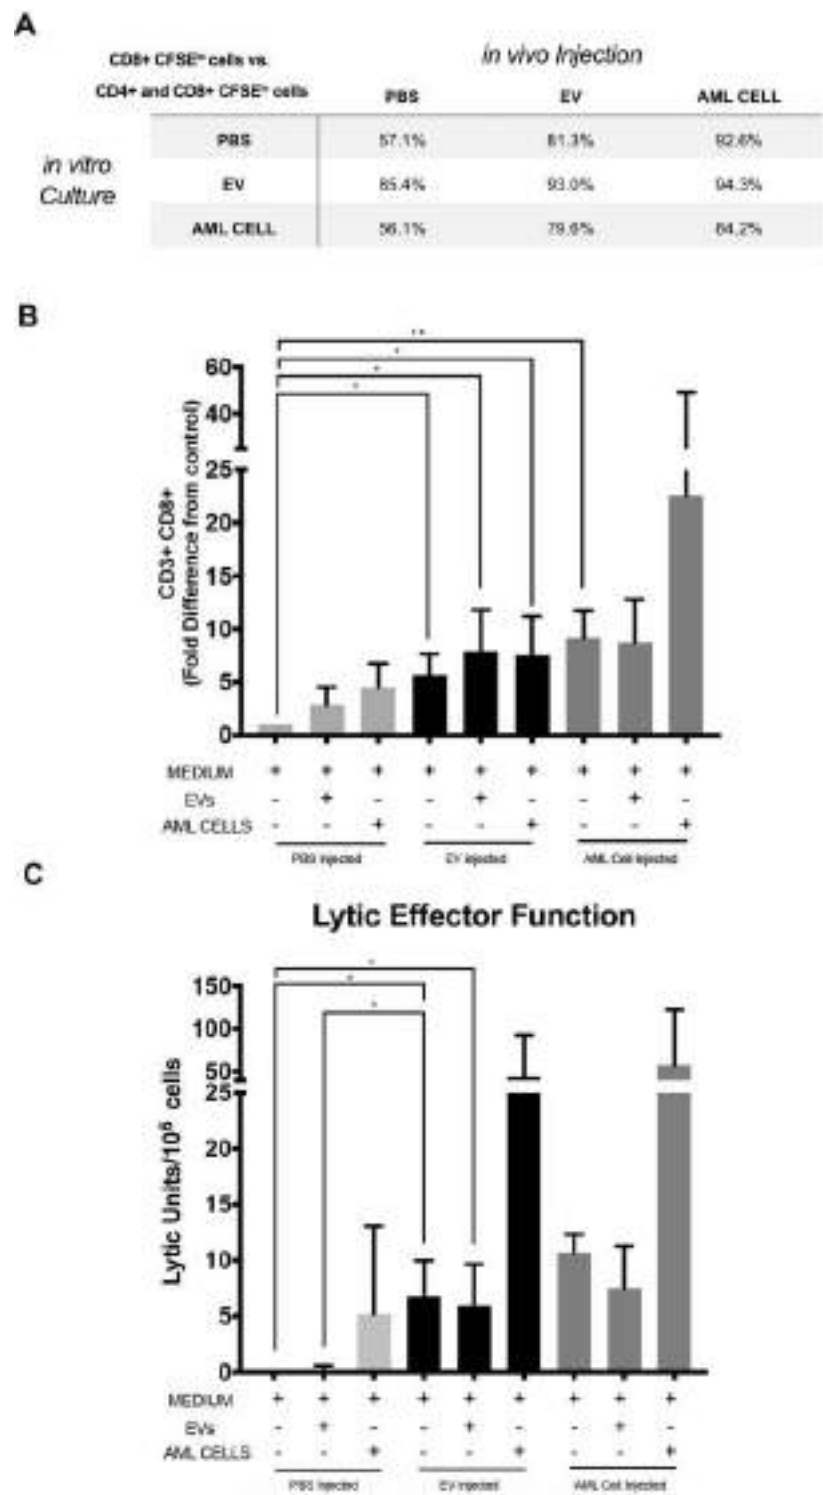 A
CD8+ CFSEˡᵒ cells vs.
CD4+ and CD8+ CFSEˡᵒ cells
in vivo Injection
PBS EV AML CELL
in vitro
Culture
PBS 57.1% 81.3% 92.6%
EV 85.4% 93.0% 94.3%
AML CELL 56.1% 79.6% 84.2%
B
**
*
*
*
CD3+ CD8+
(Fold Difference from control)
60
40
25
20
15
10
5
0
MEDIUM + + + + + + + + +
EVs - + - - + - - + -
AML CELLS - - + - - + - - +
PBS Injected EV Injected AML Cell Injected
C
Lytic Effector Function
*
*
*
Lytic Units/10⁶ cells
150
100
50
25
20
15
10
5
0
MEDIUM + + + + + + + + +
EVs - + - - + - - + -
AML CELLS - - + - - + - - +
PBS Injected EV Injected AML Cell Injected